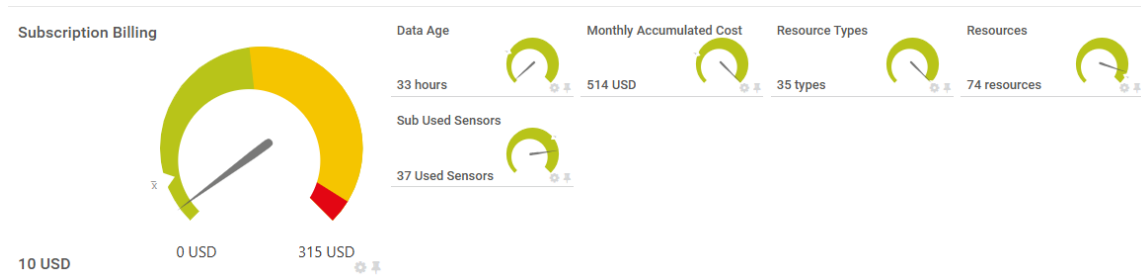 Subscription Billing
x̄
0 USD
315 USD
10 USD
Data Age
33 hours
Monthly Accumulated Cost
514 USD
Resource Types
35 types
Resources
74 resources
Sub Used Sensors
37 Used Sensors